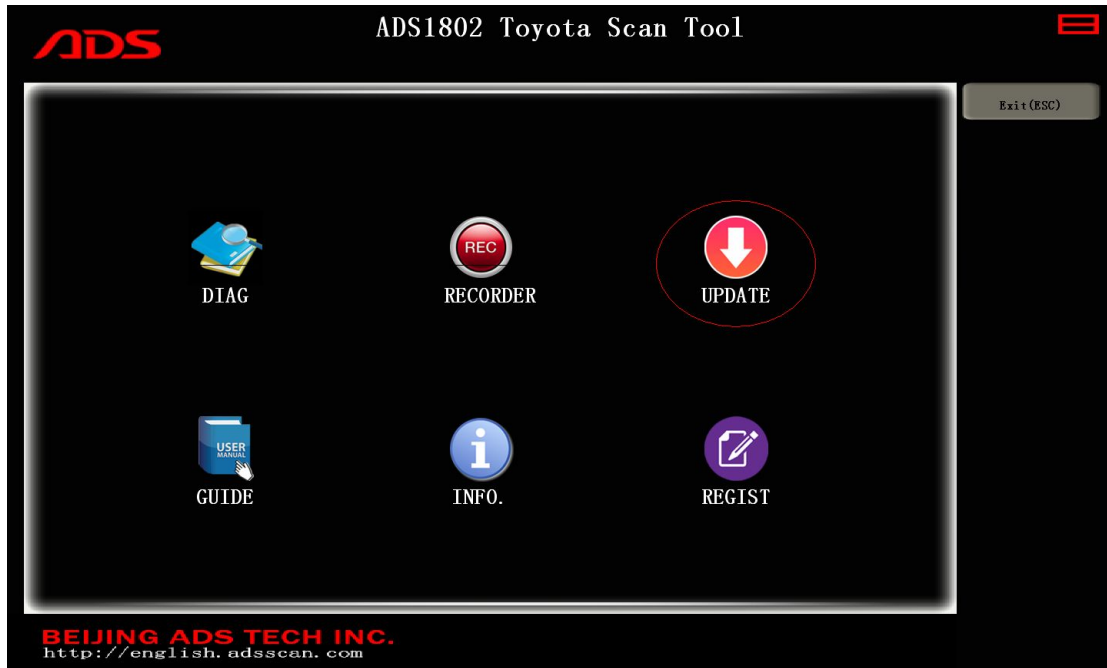 ADS
ADS1802 Toyota Scan Tool
Exit(ESC)
REC
DIAG
RECORDER
UPDATE
USER
MANUAL
GUIDE
INFO.
REGIST
BEIJING ADS TECH INC.
http://english.adsscan.com